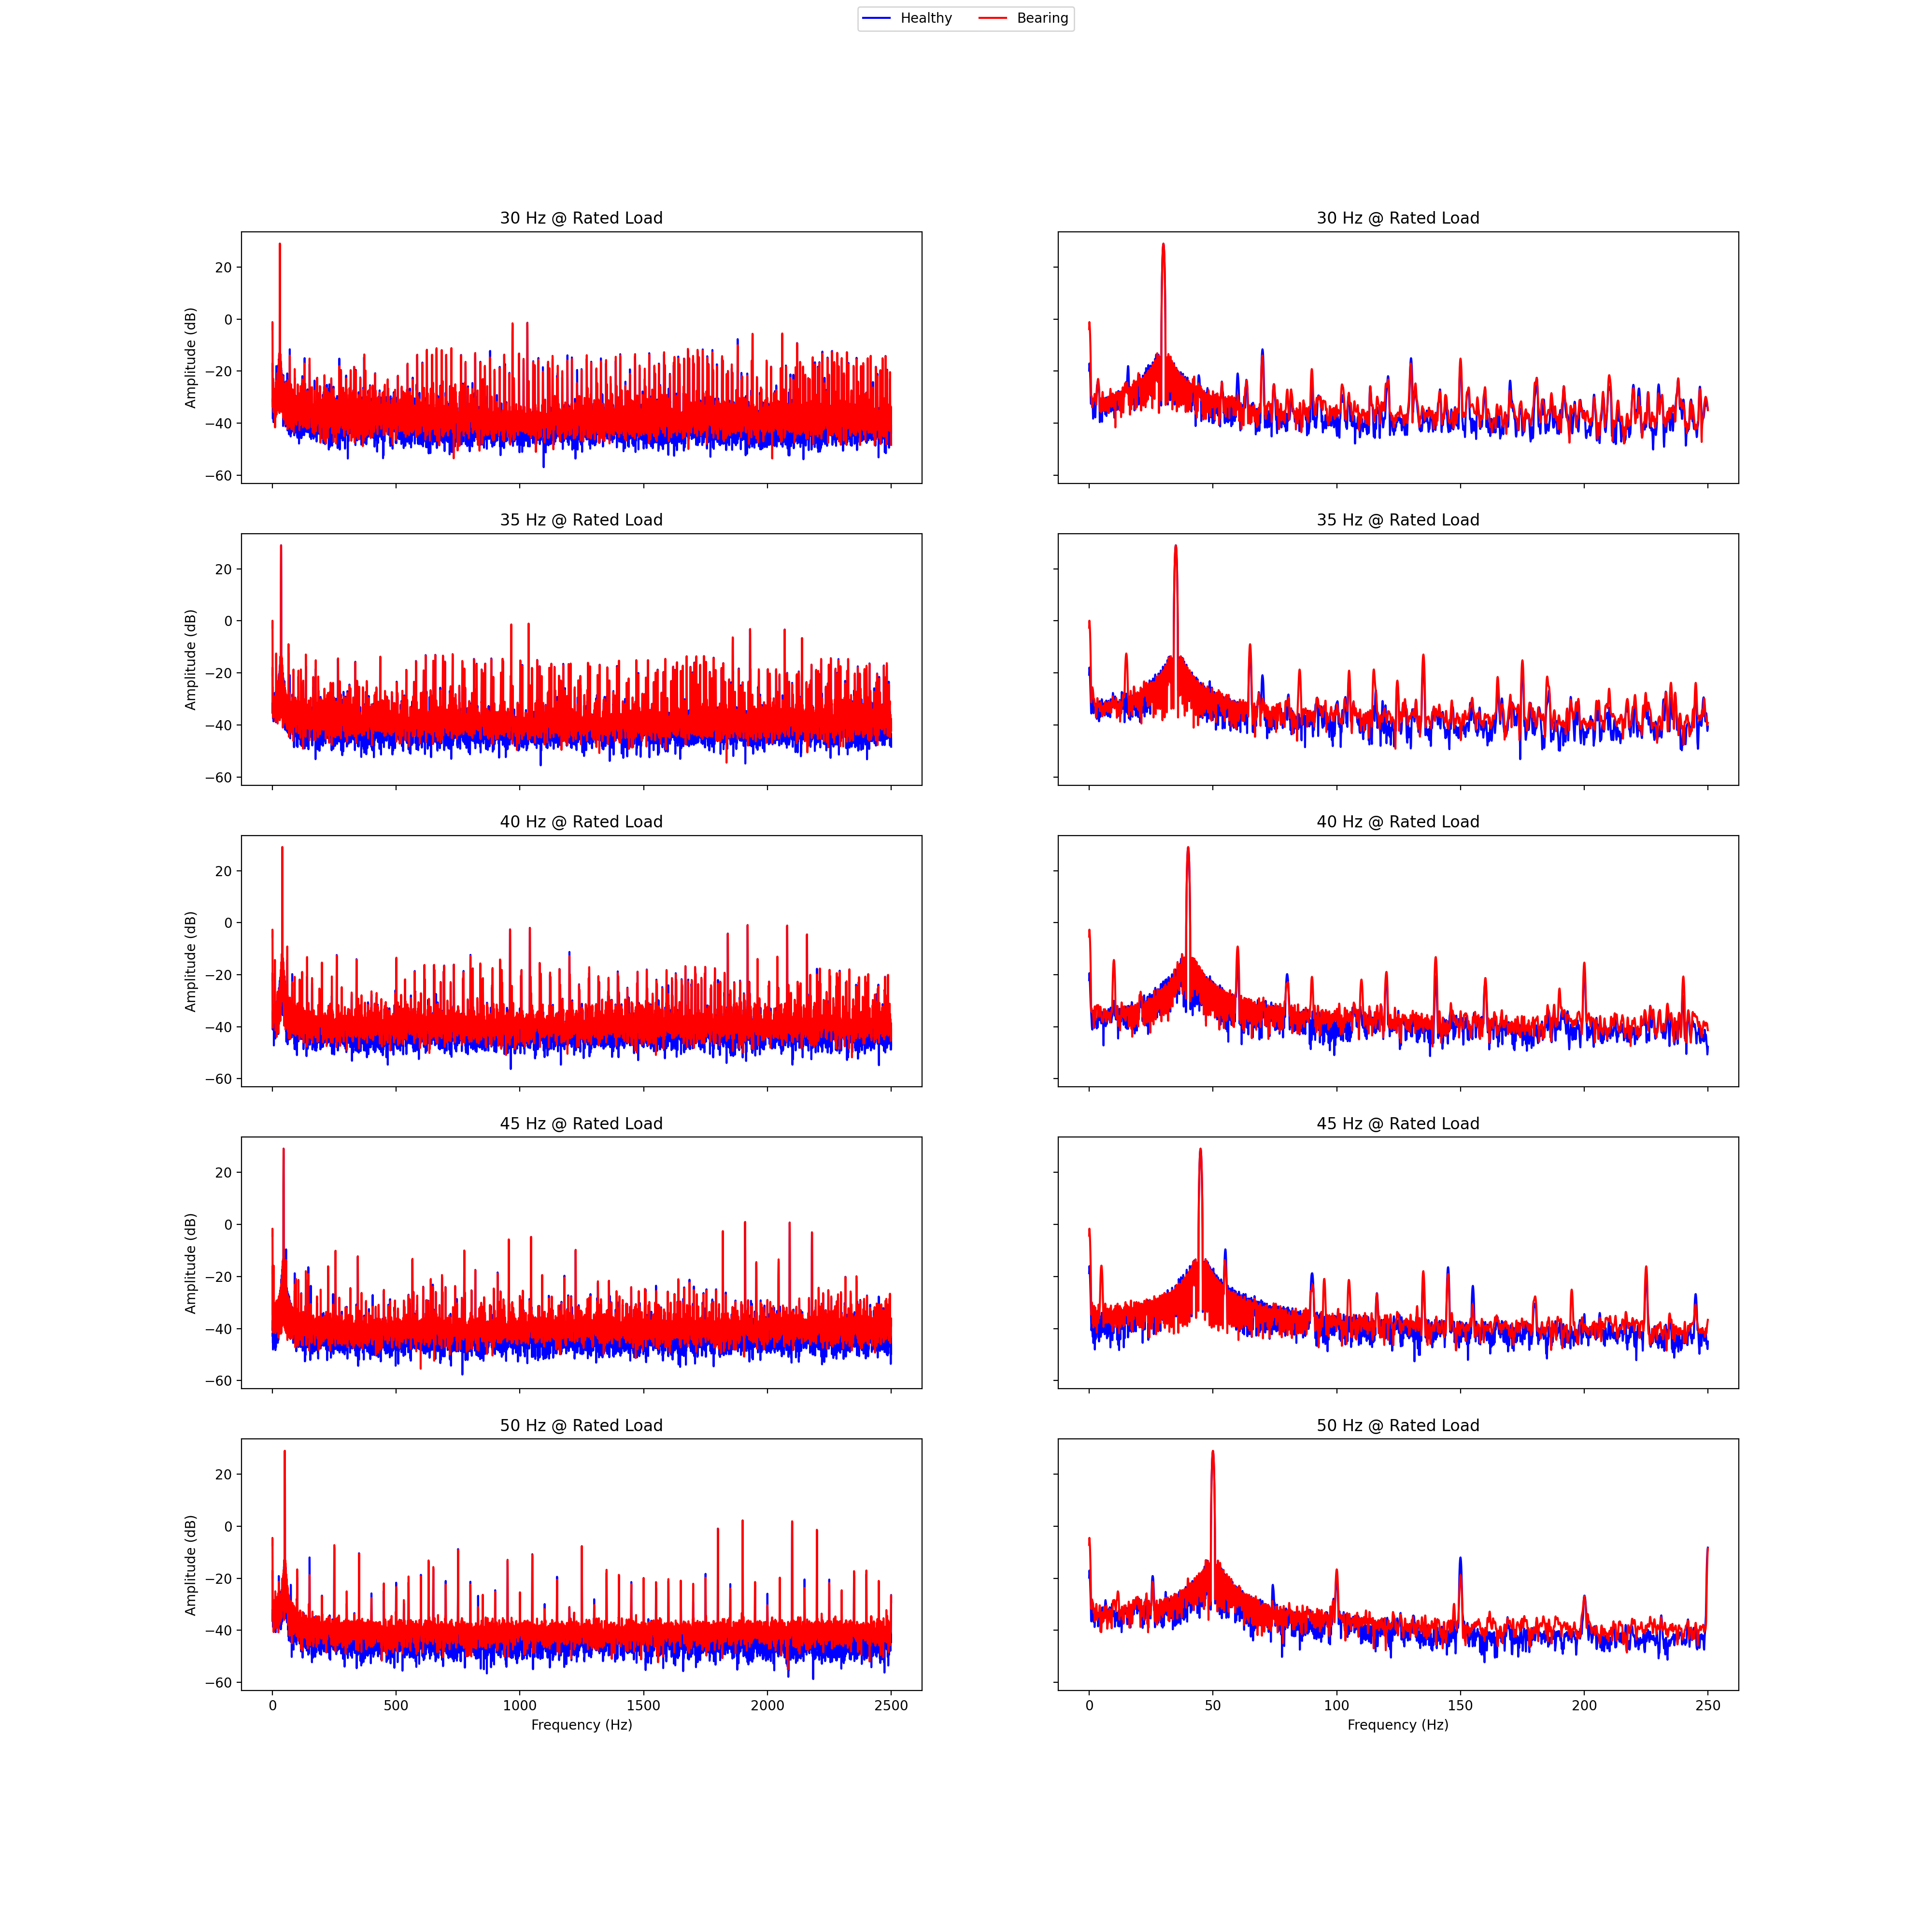 Healthy Bearing
30 Hz @ Rated Load 30 Hz @ Rated Load
Amplitude (dB)
20
0
−20
−40
−60
35 Hz @ Rated Load 35 Hz @ Rated Load
Amplitude (dB)
20
0
−20
−40
−60
40 Hz @ Rated Load 40 Hz @ Rated Load
Amplitude (dB)
20
0
−20
−40
−60
45 Hz @ Rated Load 45 Hz @ Rated Load
Amplitude (dB)
20
0
−20
−40
−60
50 Hz @ Rated Load 50 Hz @ Rated Load
Amplitude (dB)
20
0
−20
−40
−60
0 500 1000 1500 2000 2500 0 50 100 150 200 250
Frequency (Hz) Frequency (Hz)